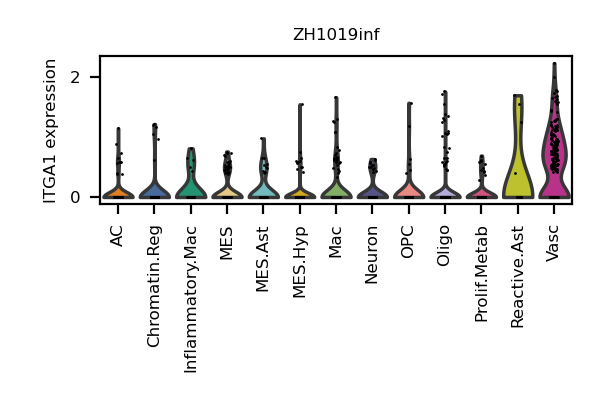 ZH1019inf
ITGA1 expression
2
0
AC
Chromatin.Reg
Inflammatory.Mac
MES
MES.Ast
MES.Hyp
Mac
Neuron
OPC
Oligo
Prolif.Metab
Reactive.Ast
Vasc